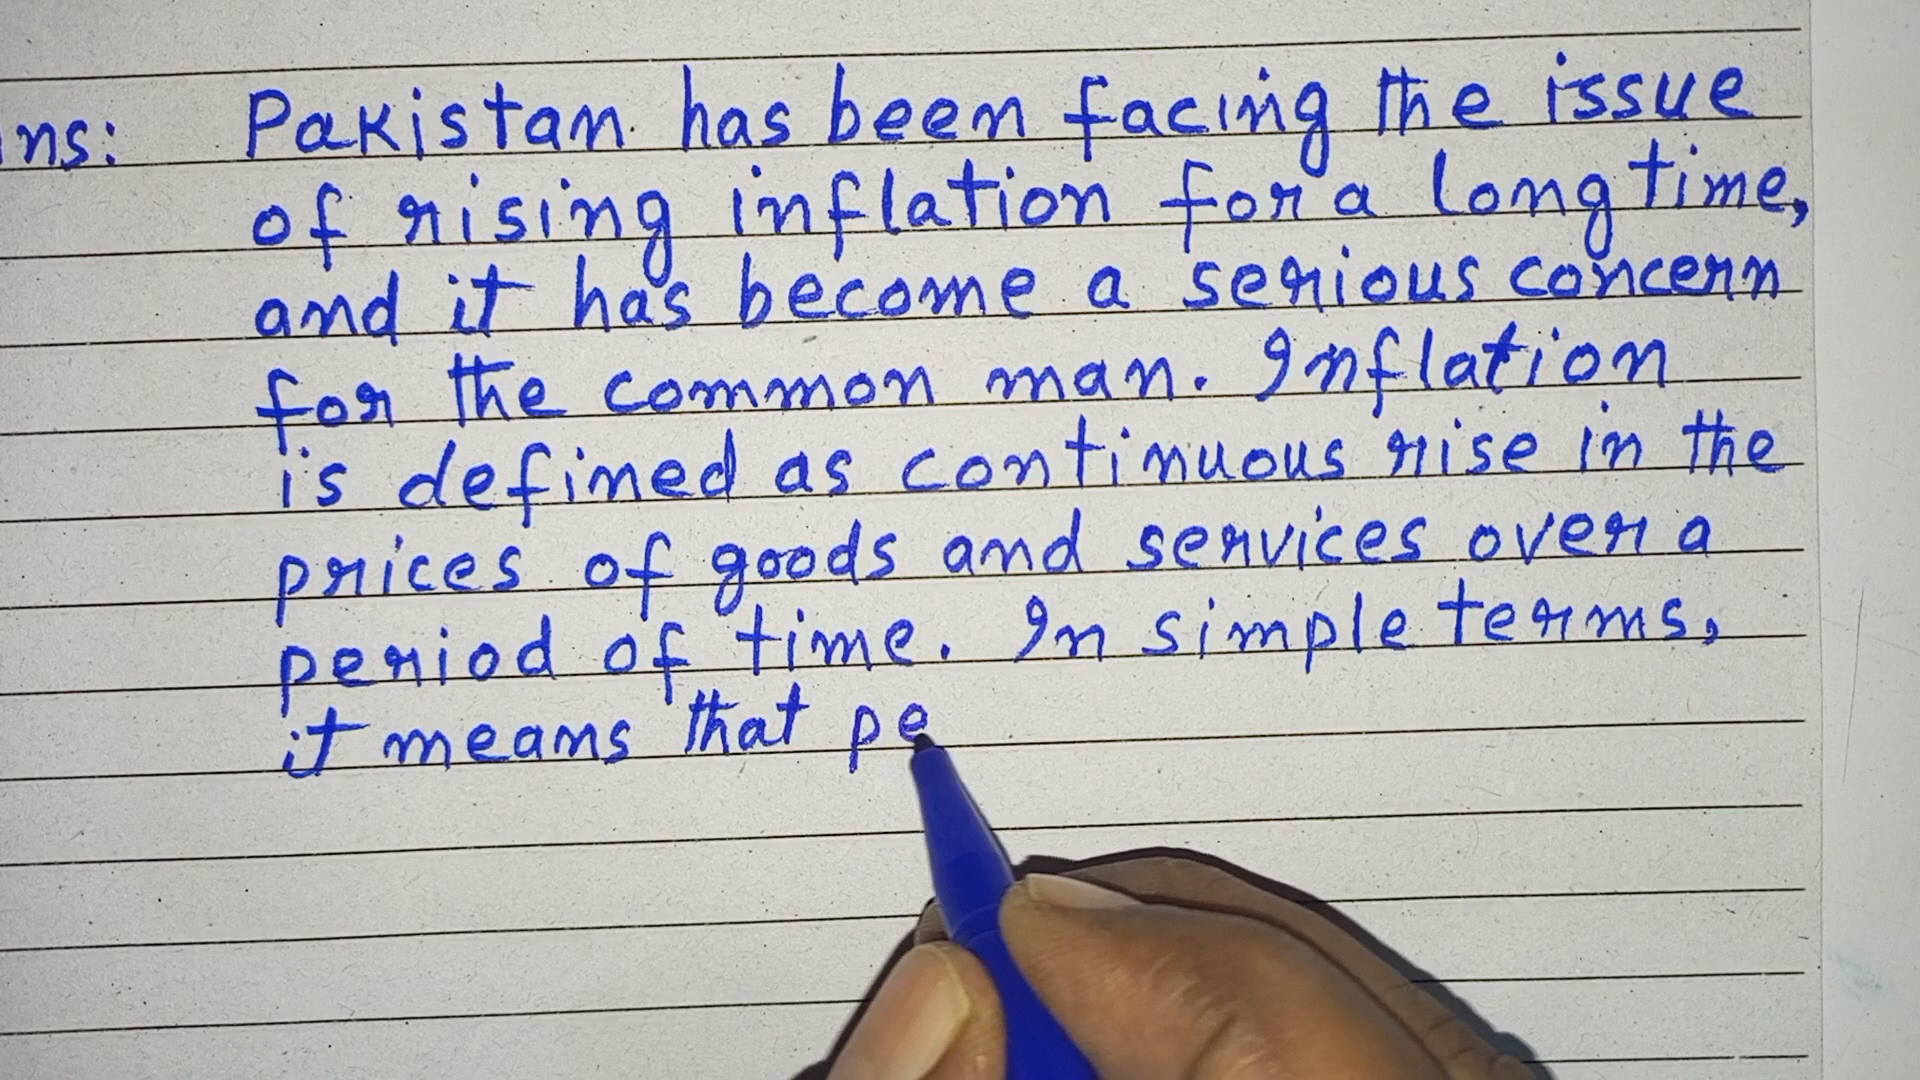 ns: Pakistan has been facing the issue
of rising inflation for a long time,
and it has become a serious concern
for the common man. Inflation
is defined as continuous rise in the
prices of goods and services over a
period of time. In simple terms,
it means that pe